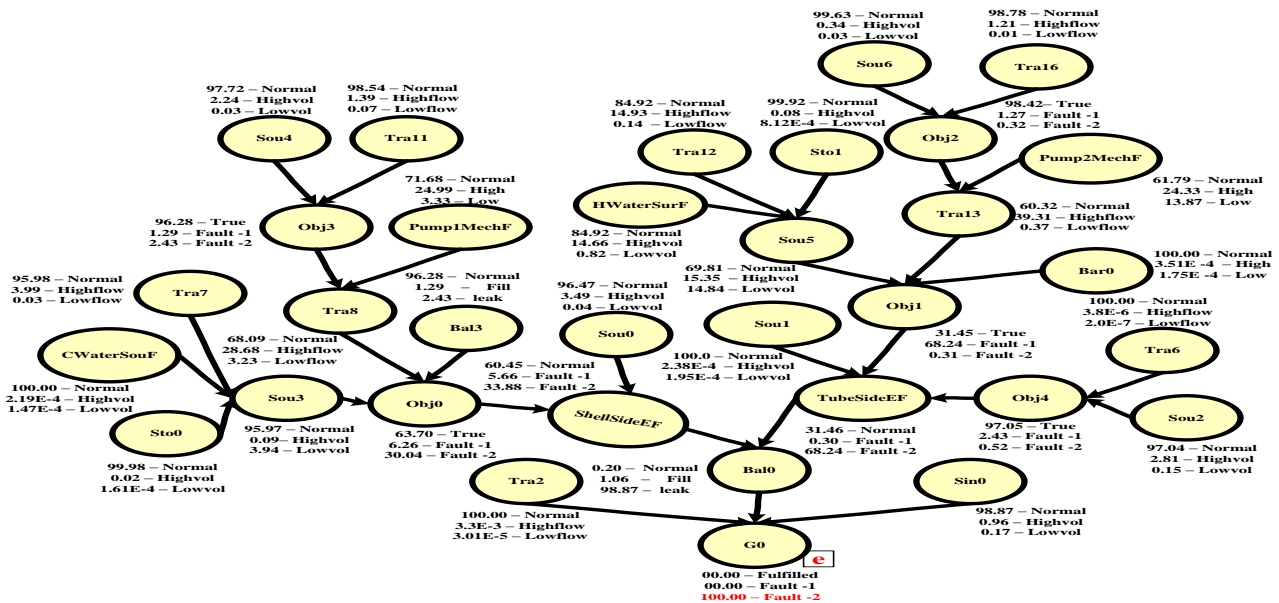 99.63 – Normal
0.34 – Highvol
0.03 – Lowvol
Sou6
98.78 – Normal
1.21 – Highflow
0.01 – Lowflow
Tra16
97.72 – Normal
2.24 – Highvol
0.03 – Lowvol
Sou4
98.54 – Normal
1.39 – Highflow
0.07 – Lowflow
Tra11
84.92 – Normal
14.93 – Highflow
0.14 – Lowflow
Tra12
99.92 – Normal
0.08 – Highvol
8.12E-4 – Lowvol
Sto1
98.42– True
1.27 – Fault -1
0.32 – Fault -2
Obj2
Pump2MechF
61.79 – Normal
24.33 – High
13.87 – Low
71.68 – Normal
24.99 – High
3.33 – Low
Pump1MechF
96.28 – True
1.29 – Fault -1
2.43 – Fault -2
Obj3
HWaterSurF
84.92 – Normal
14.66 – Highvol
0.82 – Lowvol
Sou5
Tra13
60.32 – Normal
39.31 – Highflow
0.37 – Lowflow
95.98 – Normal
3.99 – Highflow
0.03 – Lowflow
Tra7
96.28 – Normal
1.29 – Fill
2.43 – leak
Bal3
Tra8
96.47 – Normal
3.49 – Highvol
0.04 – Lowvol
Sou0
69.81 – Normal
15.35 – Highvol
14.84 – Lowvol
Sou1
Obj1
Bar0
100.00 – Normal
3.51E -4 – High
1.75E -4 – Low
CWaterSouF
100.00 – Normal
2.19E-4 – Highvol
1.47E-4 – Lowvol
68.09 – Normal
28.68 – Highflow
3.23 – Lowflow
Sou3
60.45 – Normal
5.66 – Fault -1
33.88 – Fault -2
Obj0
100.0 – Normal
2.38E-4 – Highvol
1.95E-4 – Lowvol
31.45 – True
68.24 – Fault -1
0.31 – Fault -2
100.00 – Normal
3.8E-6 – Highflow
2.0E-7 – Lowflow
Tra6
TubeSideEF
Obj4
Sou2
ShellSideEF
Sto0
99.98 – Normal
0.02 – Highvol
1.61E-4 – Lowvol
95.97 – Normal
0.09– Highvol
3.94 – Lowvol
63.70 – True
6.26 – Fault -1
30.04 – Fault -2
31.46 – Normal
0.30 – Fault -1
68.24 – Fault -2
97.05 – True
2.43 – Fault -1
0.52 – Fault -2
97.04 – Normal
2.81 – Highvol
0.15 – Lowvol
0.20 – Normal
1.06 – Fill
98.87 – leak
Bal0
Tra2
100.00 – Normal
3.3E-3 – Highflow
3.01E-5 – Lowflow
Sin0
98.87 – Normal
0.96 – Highvol
0.17 – Lowvol
G0
e
00.00 – Fulfilled
00.00 – Fault -1
100.00 – Fault -2